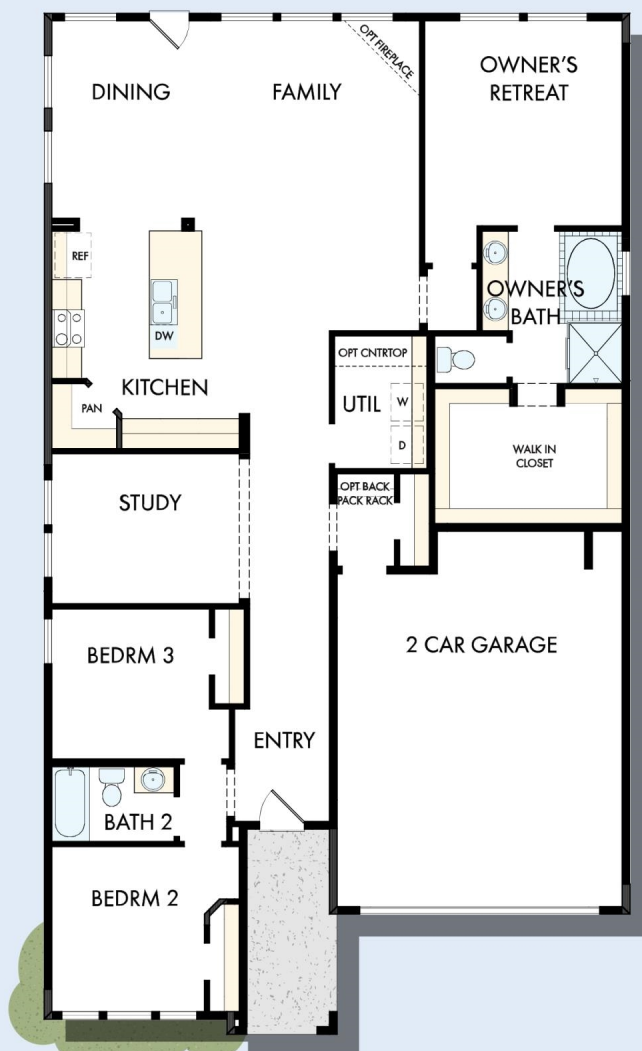 DINING
FAMILY
OPT FIREPLACE
OWNER'S
RETREAT
REF
DW
OWNER'S
BATH
KITCHEN
PAN
OPT CNTRTOP
UTIL
W
D
WALK IN
CLOSET
STUDY
OPT BACK
PACK RACK
BEDRM 3
2 CAR GARAGE
ENTRY
BATH 2
BEDRM 2